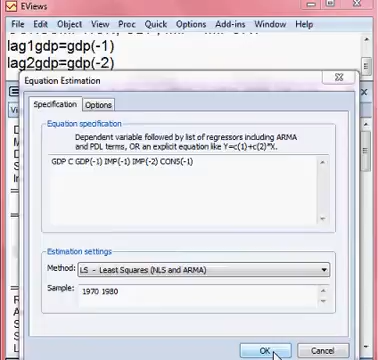 EViews
File Edit Object View Proc Quick Options Add-ins Window Help
lag1gdp=gdp(-1)
lag2gdp=gdp(-2)
Equation Estimation
Specification Options
Equation specification
Dependent variable followed by list of regressors including ARMA
and PDL terms, OR an explicit equation like Y=c(1)+c(2)*X.
GDP C GDP(-1) IMP(-1) IMP(-2) CONS(-1)
Estimation settings
Method: LS - Least Squares (NLS and ARMA)
Sample: 1970 1980
OK Cancel